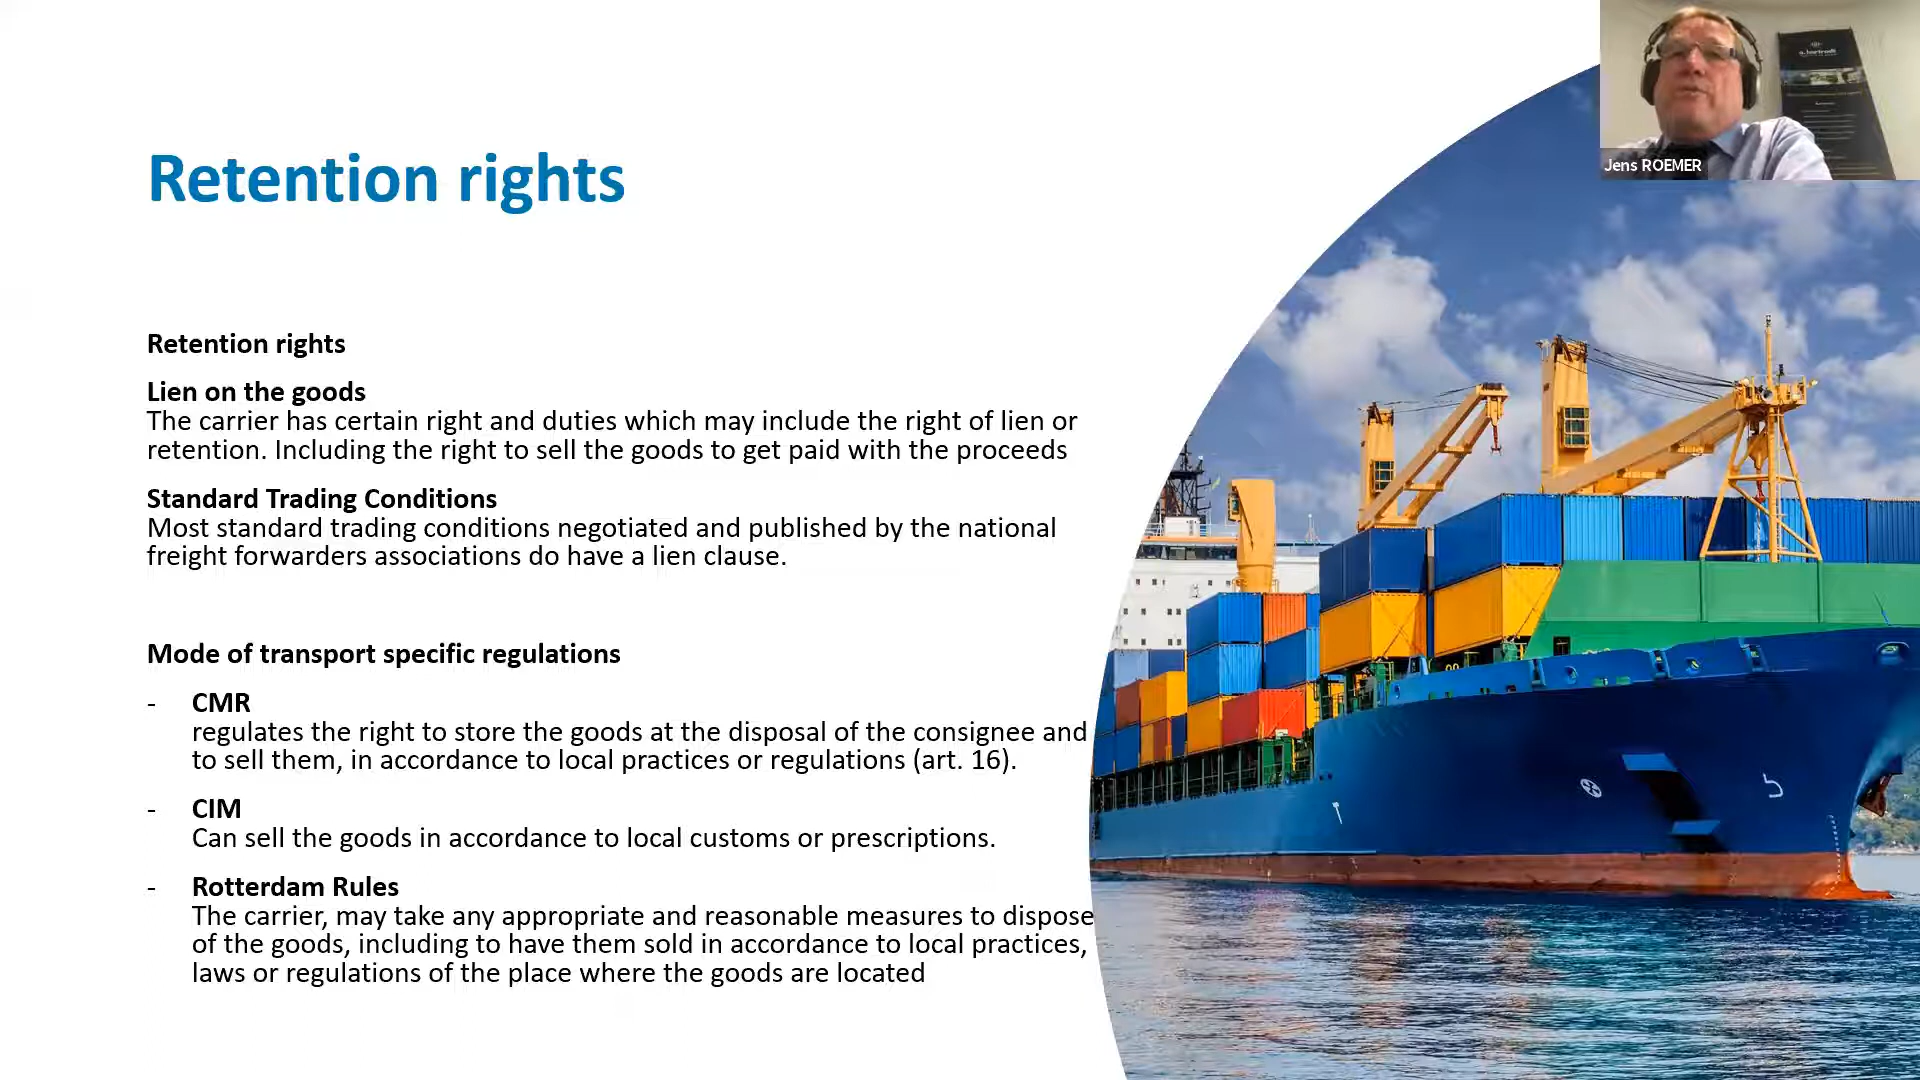 Retention rights
Jens ROEMER
Retention rights
Lien on the goods
The carrier has certain right and duties which may include the right of lien or
retention. Including the right to sell the goods to get paid with the proceeds
Standard Trading Conditions
Most standard trading conditions negotiated and published by the national
freight forwarders associations do have a lien clause.
Mode of transport specific regulations
- CMR
regulates the right to store the goods at the disposal of the consignee and
to sell them, in accordance to local practices or regulations (art. 16).
- CIM
Can sell the goods in accordance to local customs or prescriptions.
- Rotterdam Rules
The carrier, may take any appropriate and reasonable measures to dispose
of the goods, including to have them sold in accordance to local practices,
laws or regulations of the place where the goods are located